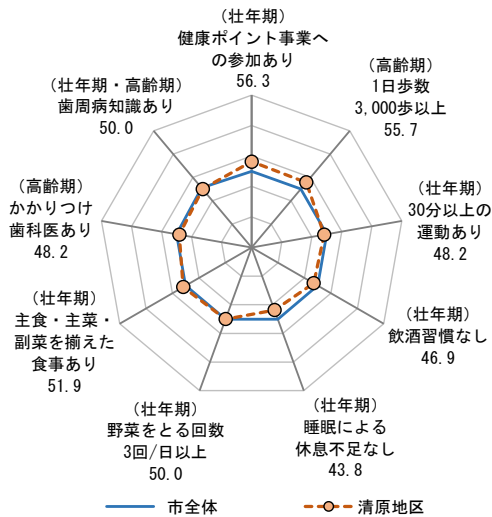 （壮年期）
健康ポイント事業へ
の参加あり
56.3
（高齢期）
1日歩数
3,000歩以上
55.7
（壮年期）
30分以上の
運動あり
48.2
（壮年期）
飲酒習慣なし
46.9
（壮年期）
睡眠による
休息不足なし
43.8
（壮年期）
野菜をとる回数
3回/日以上
50.0
（壮年期）
主食・主菜・
副菜を揃えた
食事あり
51.9
（高齢期）
かかりつけ
歯科医あり
48.2
（壮年期・高齢期）
歯周病知識あり
50.0
市全体
清原地区